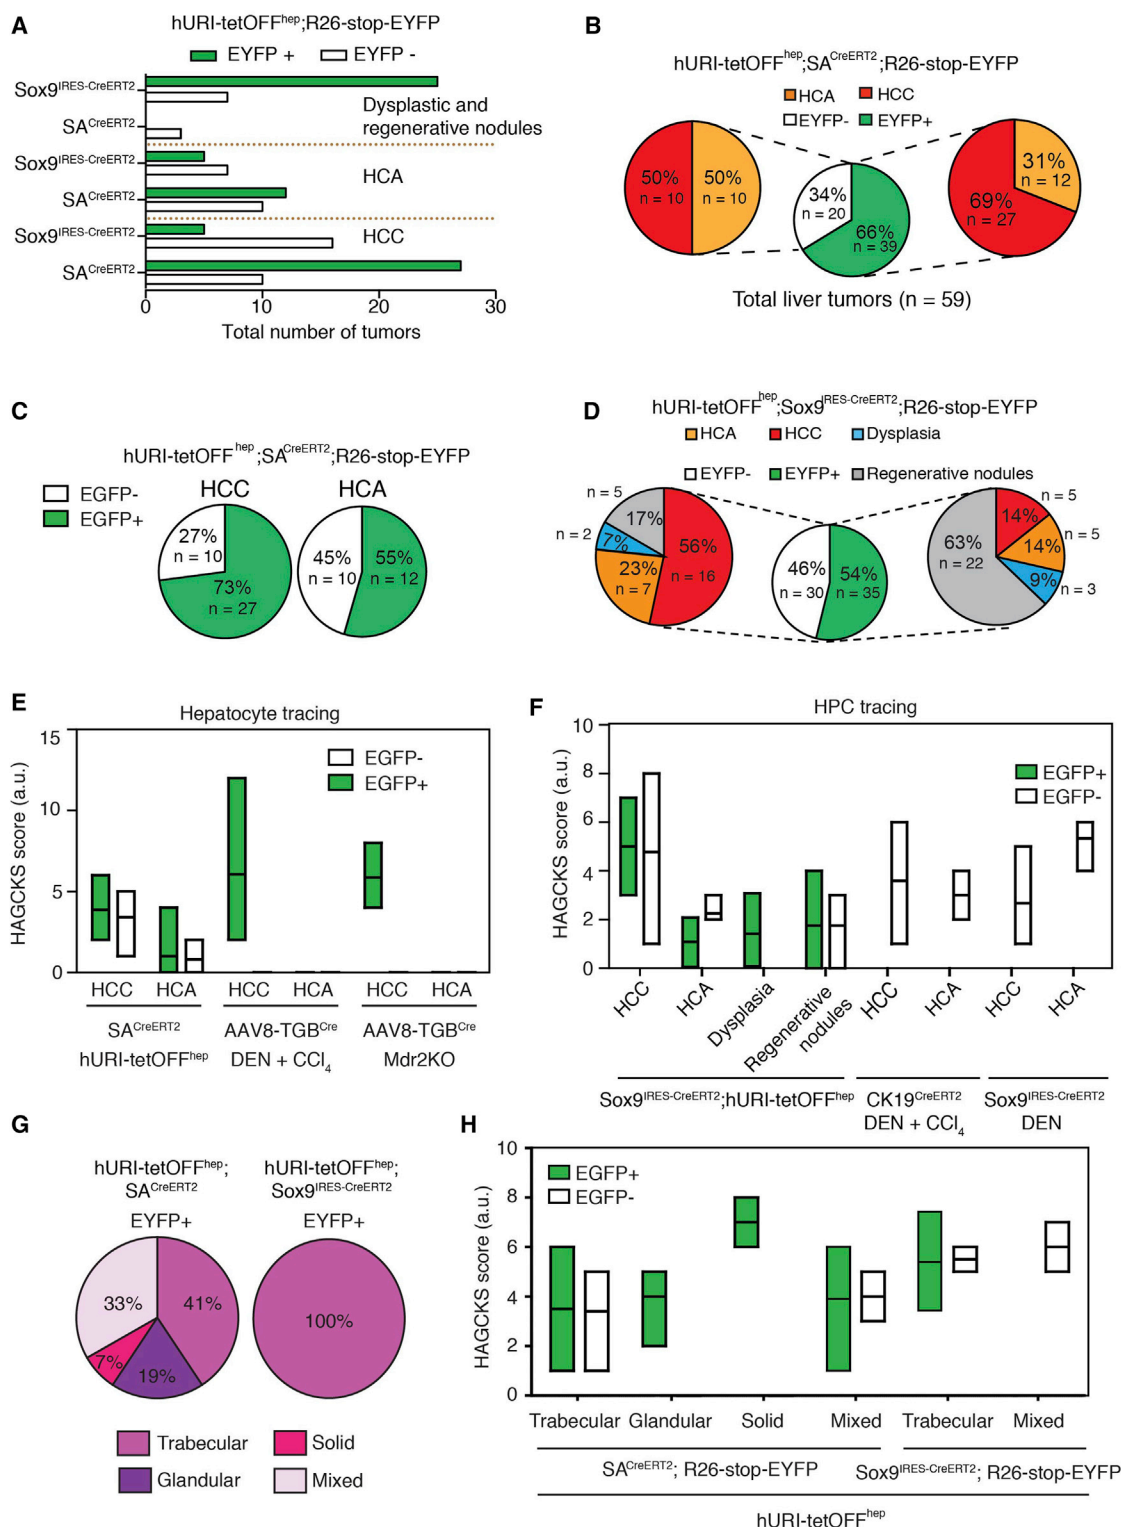 A
hURI-tetOFFhep;R26-stop-EYFP
EYFP + EYFP -
Sox9IRES-CreERT2
SACreERT2
Dysplastic and
regenerative nodules
Sox9IRES-CreERT2
SACreERT2
HCA
Sox9IRES-CreERT2
SACreERT2
HCC
0 10 20 30
Total number of tumors
B
hURI-tetOFFhep;SACreERT2;R26-stop-EYFP
HCA HCC
EYFP- EYFP+
50%
n = 10
50%
n = 10
34%
n = 20
66%
n = 39
31%
n = 12
69%
n = 27
Total liver tumors (n = 59)
C
hURI-tetOFFhep;SACreERT2;R26-stop-EYFP
EGFP-
EGFP+
HCC HCA
27%
n = 10
73%
n = 27
45%
n = 10
55%
n = 12
D
hURI-tetOFFhep;Sox9IRES-CreERT2;R26-stop-EYFP
HCA HCC Dysplasia
EYFP- EYFP+ Regenerative nodules
n = 5
17%
n = 2
7%
23%
n = 7
56%
n = 16
46%
n = 30
54%
n = 35
63%
n = 22
14%
n = 5
14%
n = 5
9%
n = 3
E
Hepatocyte tracing
EGFP-
EGFP+
HAGCKS score (a.u.)
15
10
5
0
HCC HCA HCC HCA HCC HCA
SACreERT2 AAV8-TGBCre AAV8-TGBCre
hURI-tetOFFhep DEN + CCl4 Mdr2KO
F
HPC tracing
EGFP+
EGFP-
HAGCKS score (a.u.)
10
8
6
4
2
0
HCC
HCA
Dysplasia
Regenerative
nodules
HCC
HCA
HCC
HCA
Sox9IRES-CreERT2;hURI-tetOFFhep CK19CreERT2 Sox9IRES-CreERT2
DEN + CCl4 DEN
G
hURI-tetOFFhep; hURI-tetOFFhep;
SACreERT2 Sox9IRES-CreERT2
EYFP+ EYFP+
33%
41%
7%
19%
100%
Trabecular Solid
Glandular Mixed
H
EGFP+
EGFP-
HAGCKS score (a.u.)
10
8
6
4
2
0
Trabecular Glandular Solid Mixed Trabecular Mixed
SACreERT2; R26-stop-EYFP Sox9IRES-CreERT2; R26-stop-EYFP
hURI-tetOFFhep